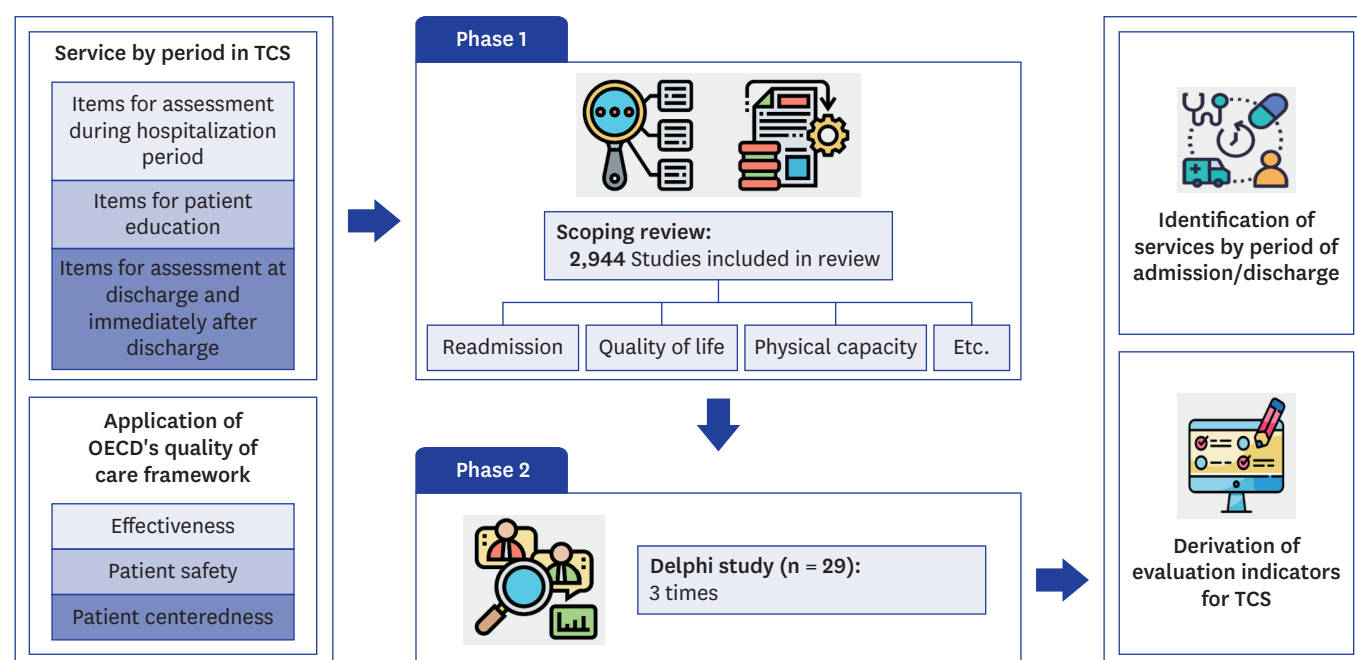 Service by period in TCS
Items for assessment
during hospitalization
period
Items for patient
education
Items for assessment at
discharge and
immediately after
discharge
Application of
OECD's quality of
care framework
Effectiveness
Patient safety
Patient centeredness
Phase 1
Scoping review:
2,944 Studies included in review
Readmission
Quality of life
Physical capacity
Etc.
Phase 2
Delphi study (n = 29):
3 times
Identification of
services by period of
admission/discharge
Derivation of
evaluation indicators
for TCS